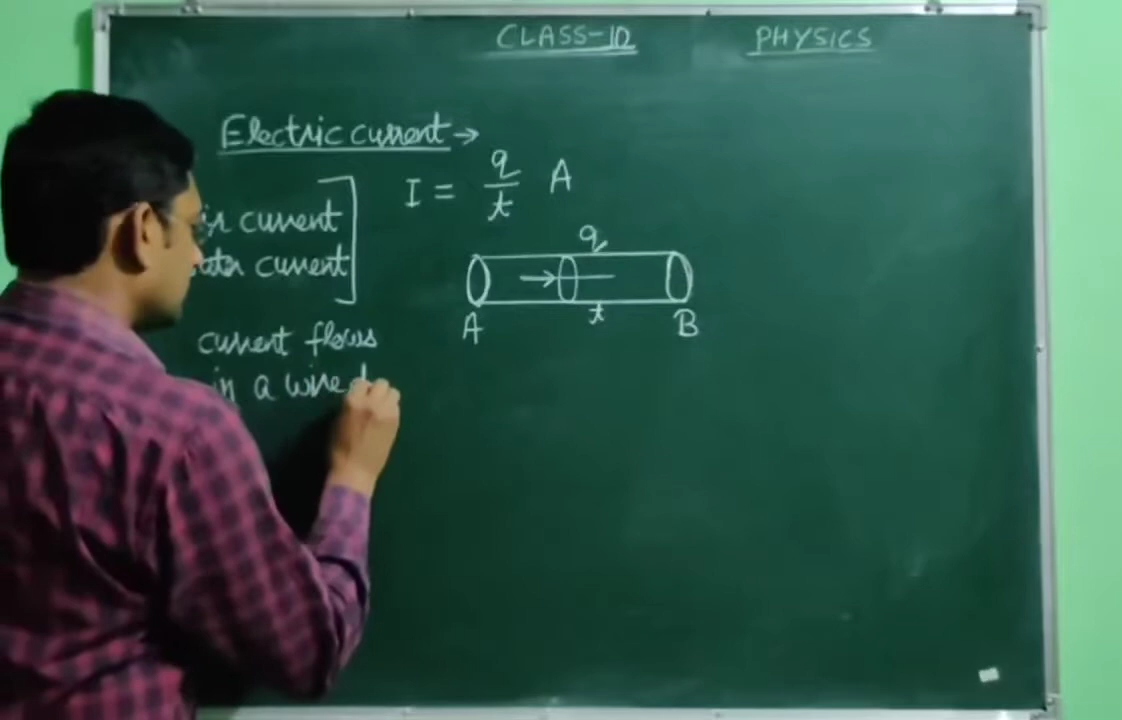 CLASS-10 PHYSICS
Electric current →
I = q/t A
current
current
q
A t B
current flows
in a wire